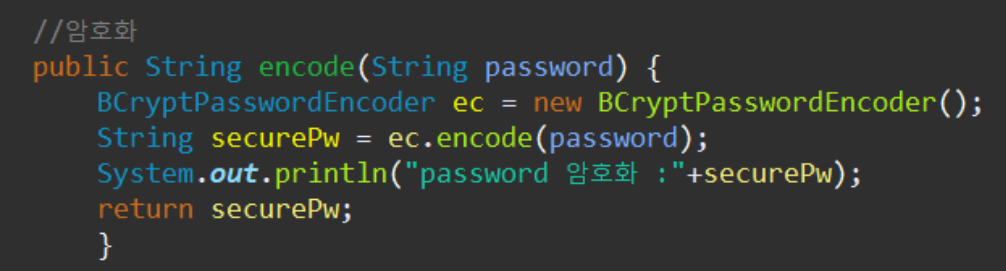 //암호화
public String encode(String password) {
    BCryptPasswordEncoder ec = new BCryptPasswordEncoder();
    String securePw = ec.encode(password);
    System.out.println("password 암호화 :"+securePw);
    return securePw;
    }